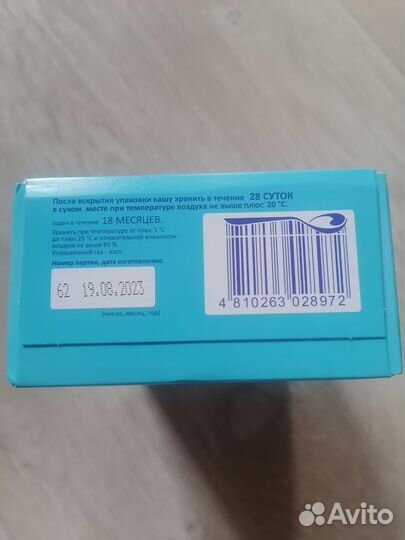 После вскрытия упаковки кашу хранить в течение 28 СУТОК
в сухом месте при температуре воздуха не выше плюс 20 °С.
Годен в течение 18 МЕСЯЦЕВ.
Хранить при температуре от плюс 1 °С
до плюс 25 °С и относительной влажности
воздуха не выше 85 %.
Упаковочный газ - азот.
Номер партии, дата изготовления:
62 19.08.2023
(число, месяц, год)
4 810263 028972
Avito